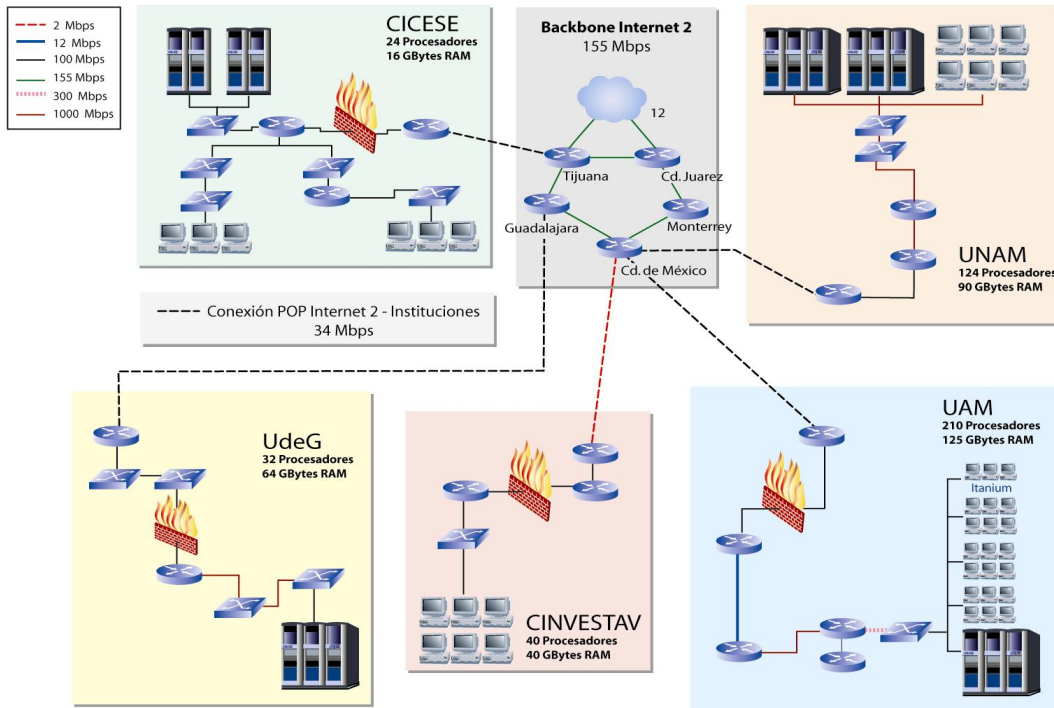 2 Mbps
12 Mbps
100 Mbps
155 Mbps
300 Mbps
1000 Mbps
CICESE
24 Procesadores
16 GBytes RAM
Backbone Internet 2
155 Mbps
12
Tijuana
Cd. Juarez
Guadalajara
Monterrey
Cd. de México
UNAM
124 Procesadores
90 GBytes RAM
Conexión POP Internet 2 - Instituciones
34 Mbps
UdeG
32 Procesadores
64 GBytes RAM
CINVESTAV
40 Procesadores
40 GBytes RAM
UAM
210 Procesadores
125 GBytes RAM
Itanium